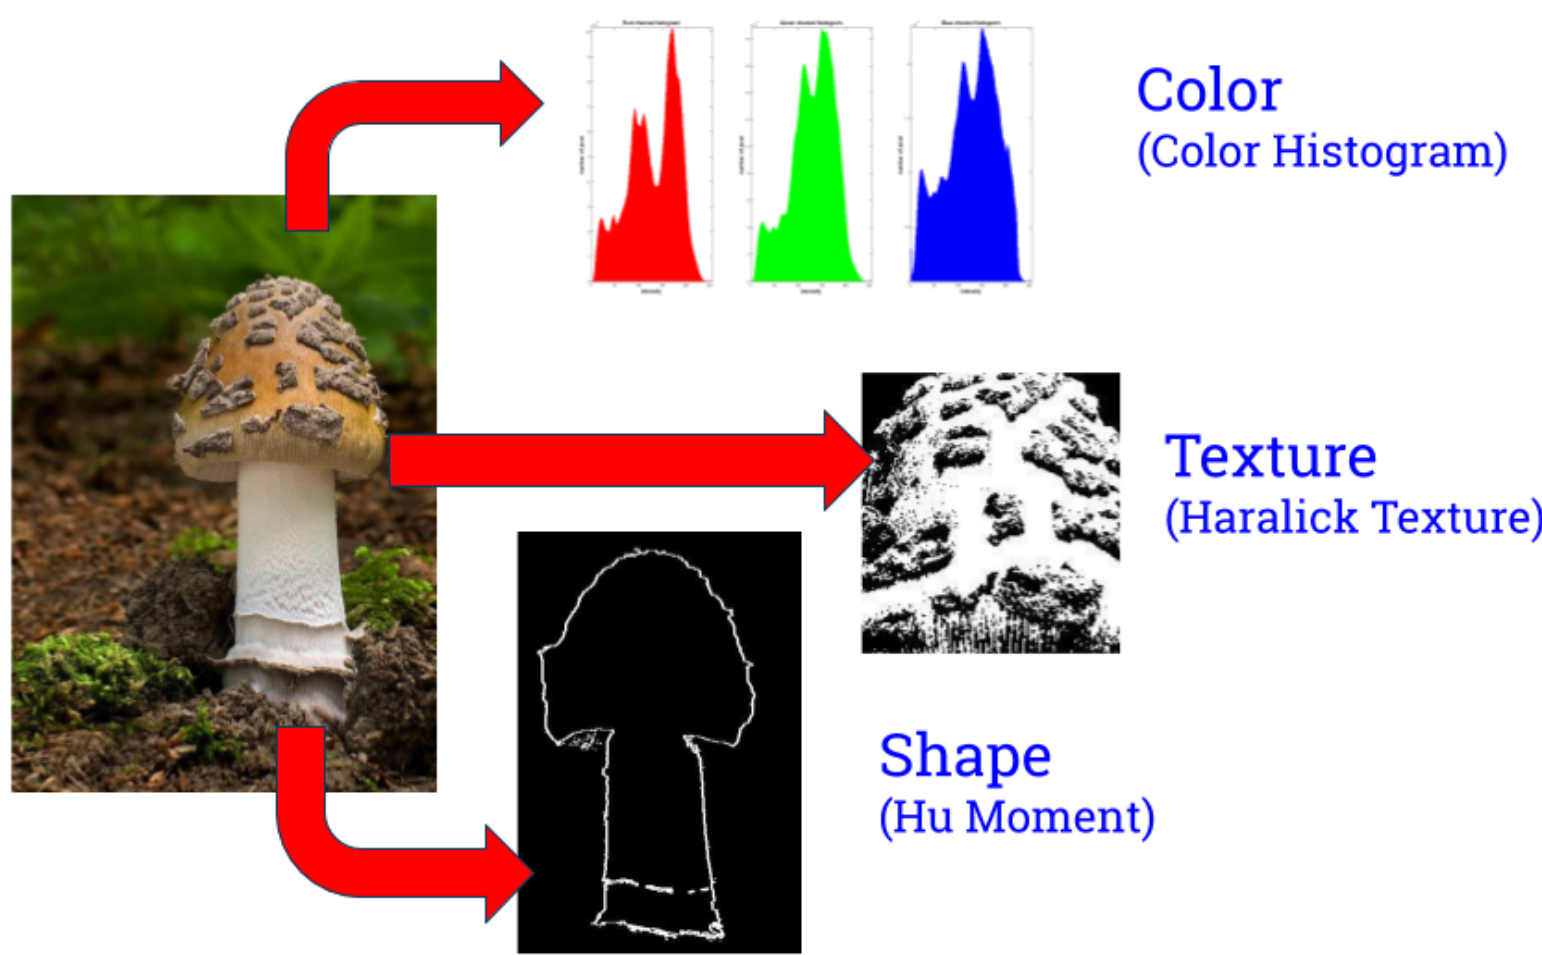 Color
(Color Histogram)
Texture
(Haralick Texture)
Shape
(Hu Moment)